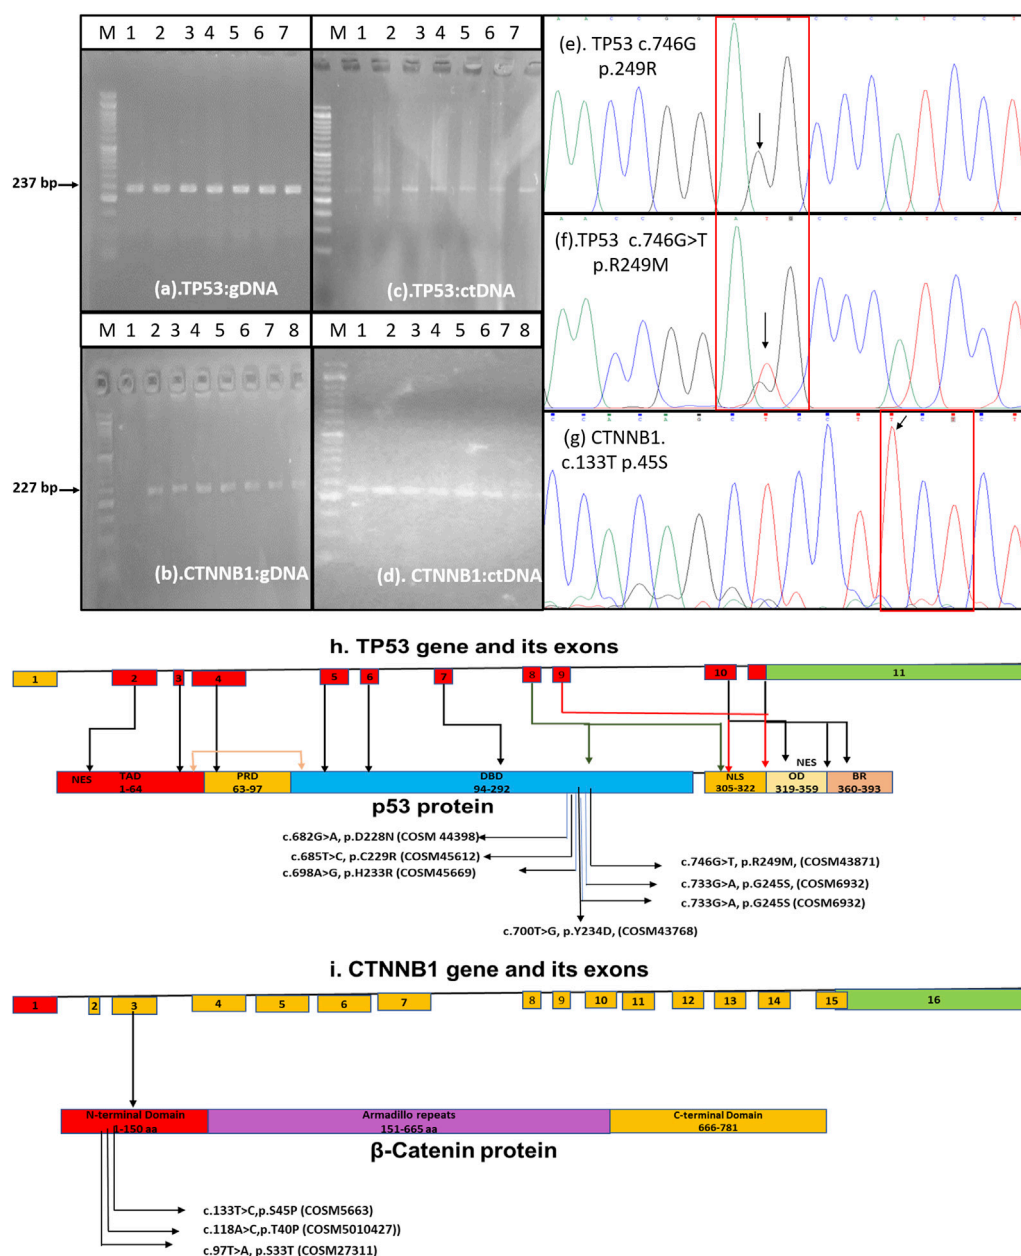 M 1 2 3 4 5 6 7
M 1 2 3 4 5 6 7
237 bp
(a).TP53:gDNA
(c).TP53:ctDNA
M 1 2 3 4 5 6 7 8
M 1 2 3 4 5 6 7 8
227 bp
(b).CTNNB1:gDNA
(d). CTNNB1:ctDNA
(e). TP53 c.746G
p.249R
A A C C G G A T N C C C A T C C T
(f).TP53 c.746G>T
p.R249M
(g) CTNNB1.
c.133T p.45S
h. TP53 gene and its exons
1 2 3 4 5 6 7 8 9 10 11
NES TAD
1-64
PRD
63-97
DBD
94-292
NLS
305-322
NES
OD
319-359
BR
360-393
p53 protein
c.682G>A, p.D228N (COSM 44398)
c.685T>C, p.C229R (COSM45612)
c.698A>G, p.H233R (COSM45669)
c.746G>T, p.R249M, (COSM43871)
c.733G>A, p.G245S, (COSM6932)
c.733G>A, p.G245S (COSM6932)
c.700T>G, p.Y234D, (COSM43768)
i. CTNNB1 gene and its exons
1 2 3 4 5 6 7 8 9 10 11 12 13 14 15 16
N-terminal Domain
1-150 aa
Armadillo repeats
151-665 aa
C-terminal Domain
666-781
β-Catenin protein
c.133T>C,p.S45P (COSM5663)
c.118A>C,p.T40P (COSM5010427))
c.97T>A, p.S33T (COSM27311)